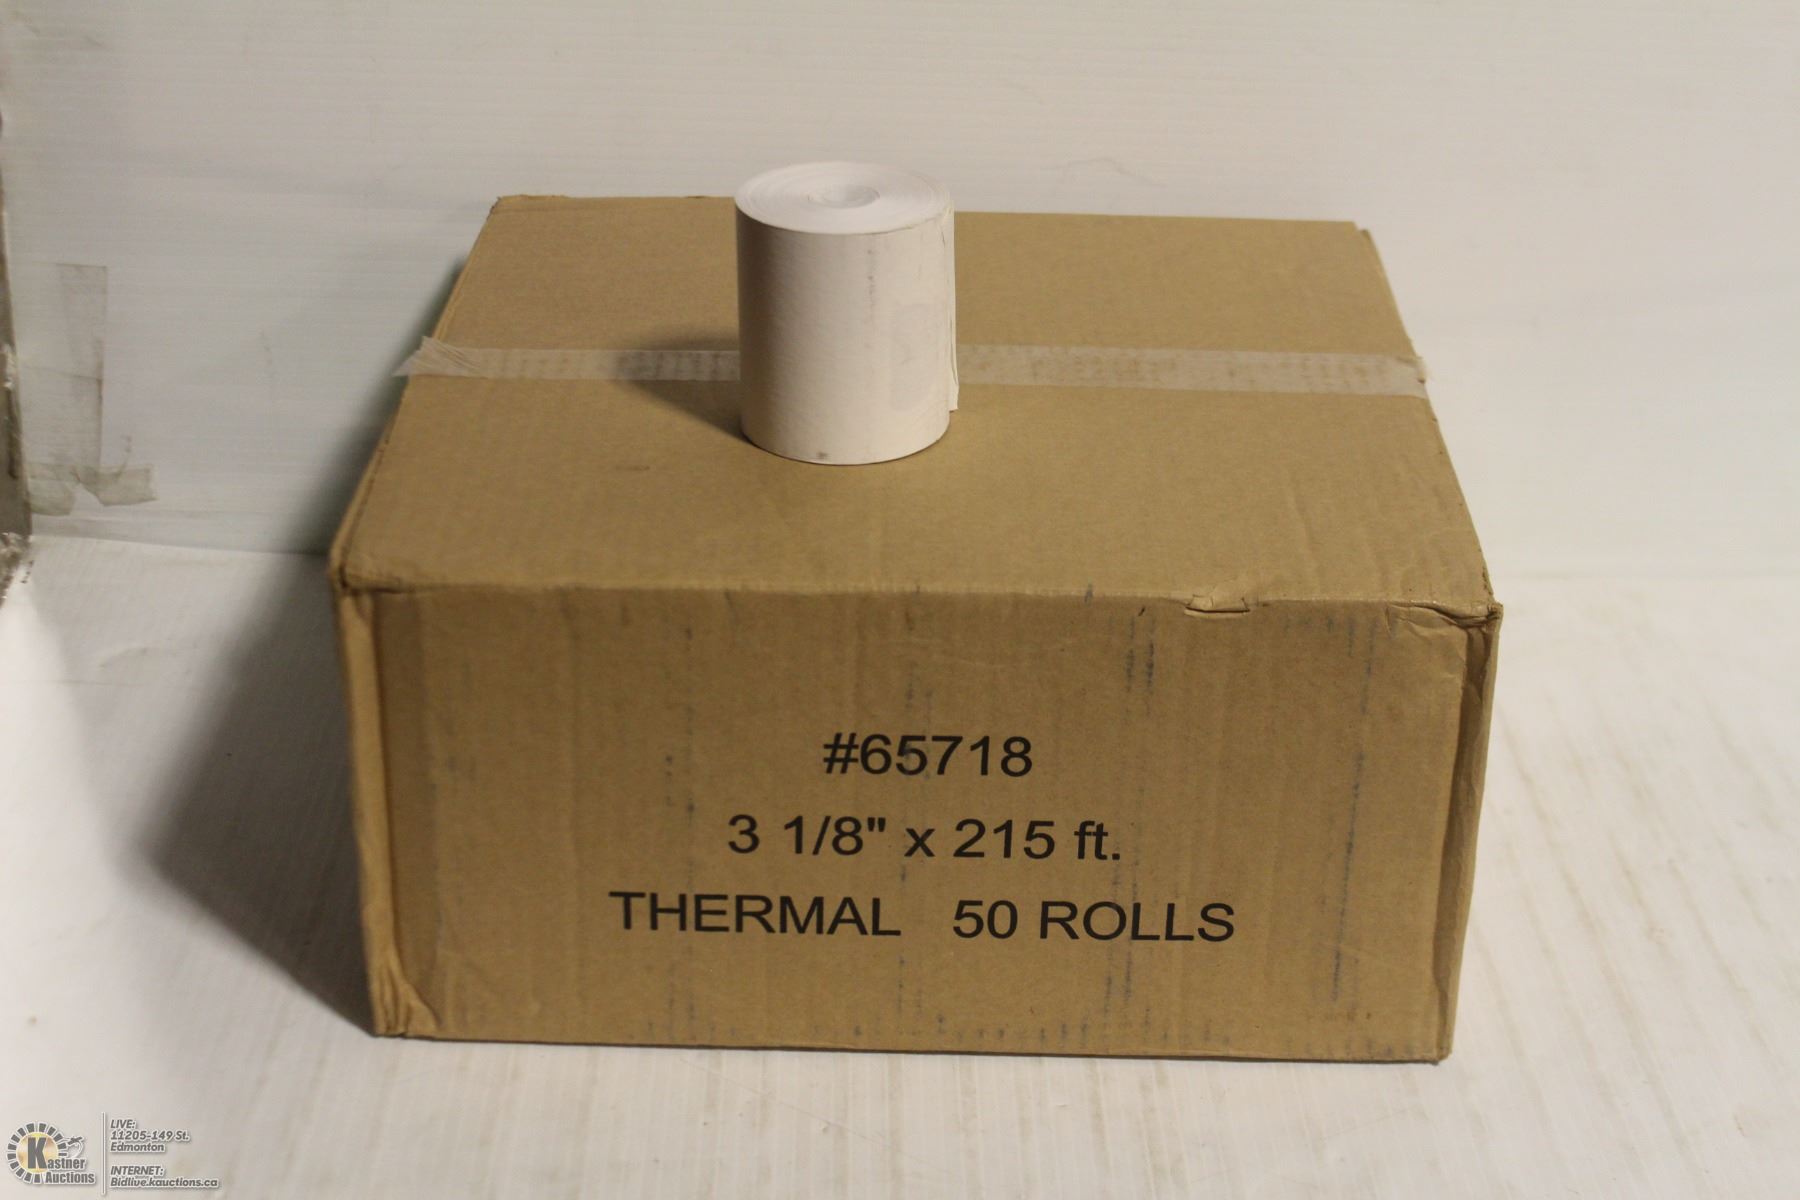 #65718
3 1/8" x 215 ft.
THERMAL 50 ROLLS
Kastner
Auctions
LIVE:
11205-149 St.
Edmonton
INTERNET:
Bidlive.kauctions.ca